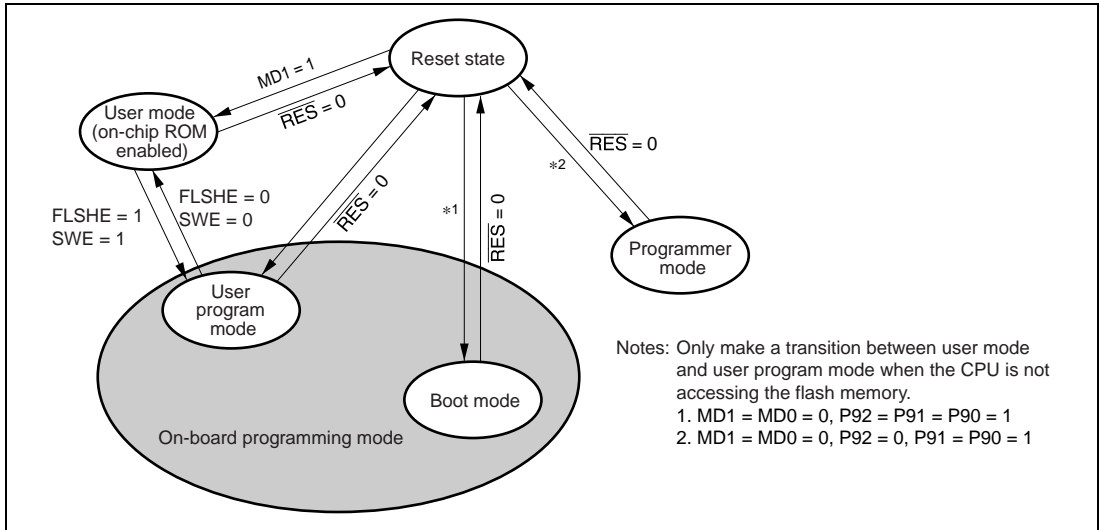 Reset state
MD1 = 1
RES = 0
User mode
(on-chip ROM
enabled)
FLSHE = 1
SWE = 1
FLSHE = 0
SWE = 0
RES = 0
*1
RES = 0
*2
RES = 0
Programmer
mode
User
program
mode
Boot mode
On-board programming mode
Notes: Only make a transition between user mode
and user program mode when the CPU is not
accessing the flash memory.
1. MD1 = MD0 = 0, P92 = P91 = P90 = 1
2. MD1 = MD0 = 0, P92 = 0, P91 = P90 = 1